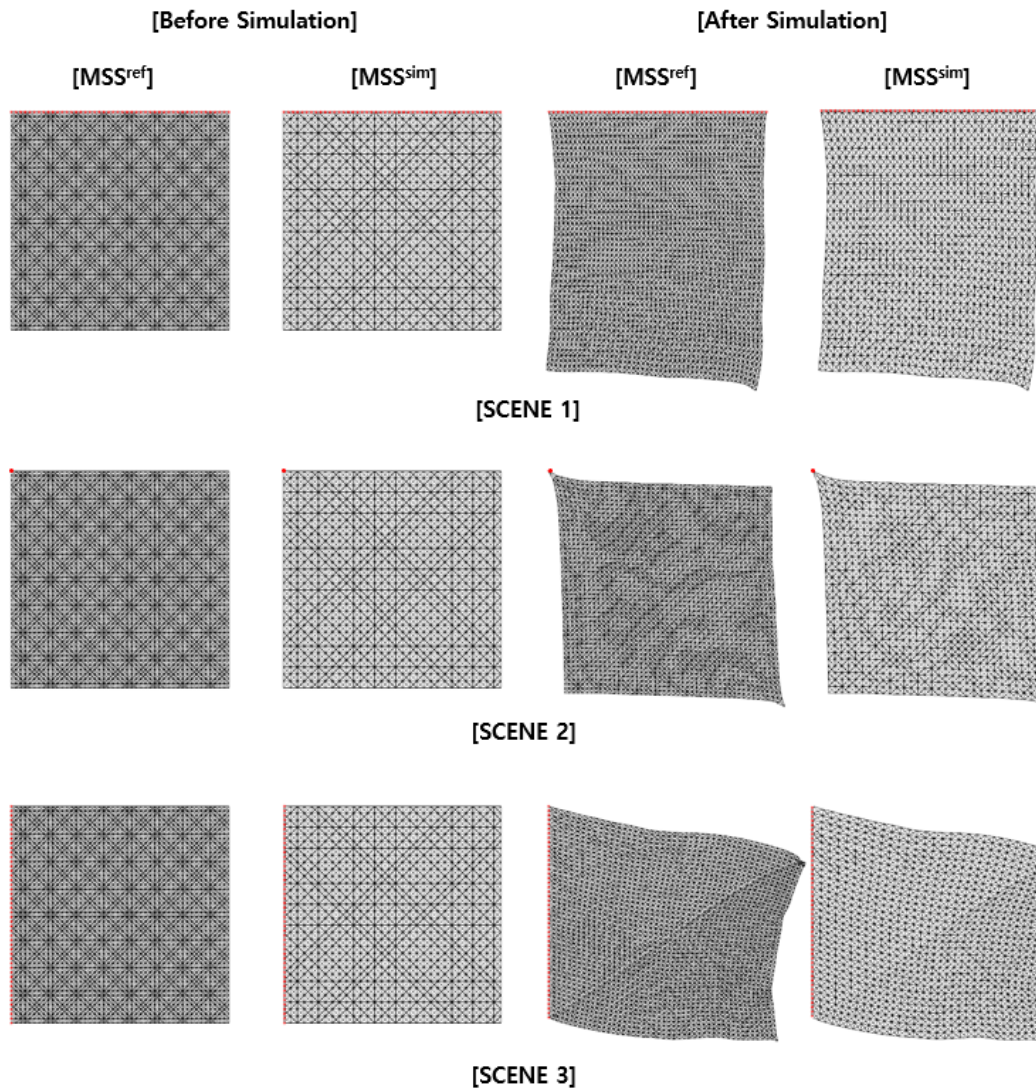 [Before Simulation] [After Simulation]
[MSSref] [MSSsim] [MSSref] [MSSsim]
[SCENE 1]
[SCENE 2]
[SCENE 3]